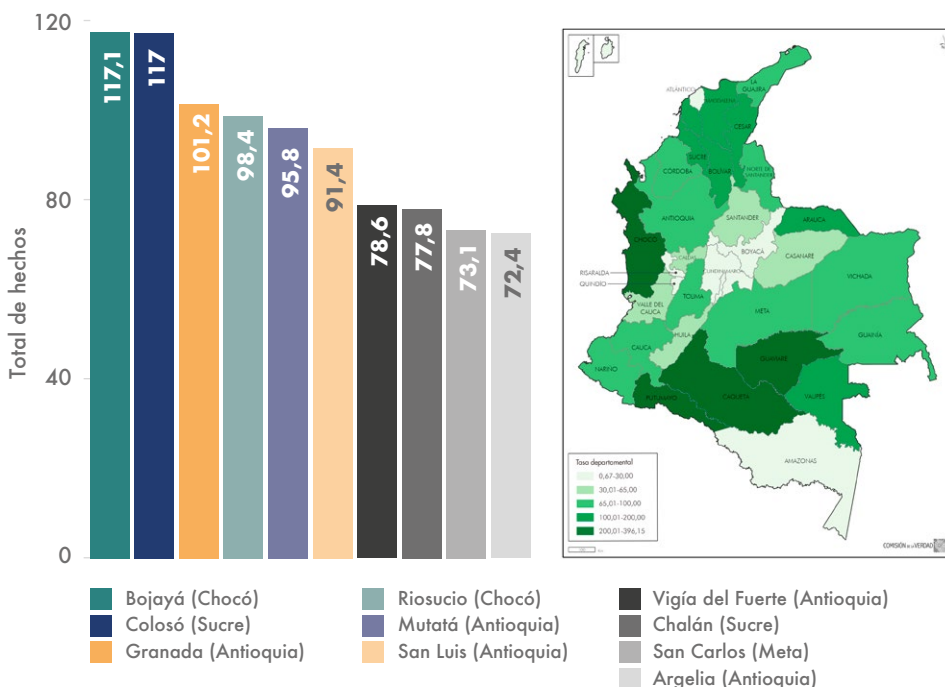 120
80
40
0
Total de hechos
117,1
117
101,2
98,4
95,8
91,4
78,6
77,8
73,1
72,4
ATLÁNTICO
LA GUAJIRA
MAGDALENA
CESAR
SUCRE
BOLÍVAR
CÓRDOBA
NORTE DE SANTANDER
ANTIOQUIA
SANTANDER
ARAUCA
CHOCÓ
BOYACÁ
CASANARE
CALDAS
RISARALDA
QUINDÍO
CUNDINAMARCA
VICHADA
TOLIMA
VALLE DEL CAUCA
META
GUAINÍA
HUILA
CAUCA
GUAVIARE
NARIÑO
PUTUMAYO
CAQUETÁ
VAUPÉS
AMAZONAS
Tasa departamental
0,67-30,00
30,01-65,00
65,01-100,00
100,01-200,00
200,01-396,15
COMISIÓN DE LA VERDAD
Bojayá (Chocó)
Colosó (Sucre)
Granada (Antioquia)
Riosucio (Chocó)
Mutatá (Antioquia)
San Luis (Antioquia)
Vigía del Fuerte (Antioquia)
Chalán (Sucre)
San Carlos (Meta)
Argelia (Antioquia)